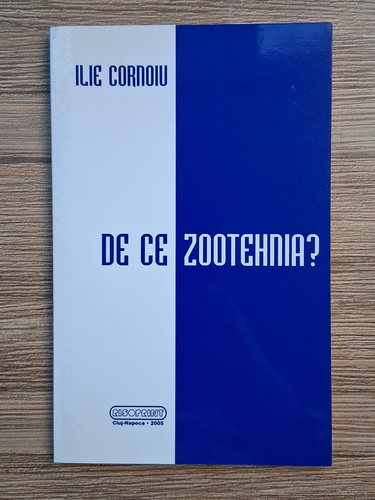 ILIE CORNOIU
DE CE ZOOTEHNIA?
RISOPRINT
Cluj-Napoca • 2005